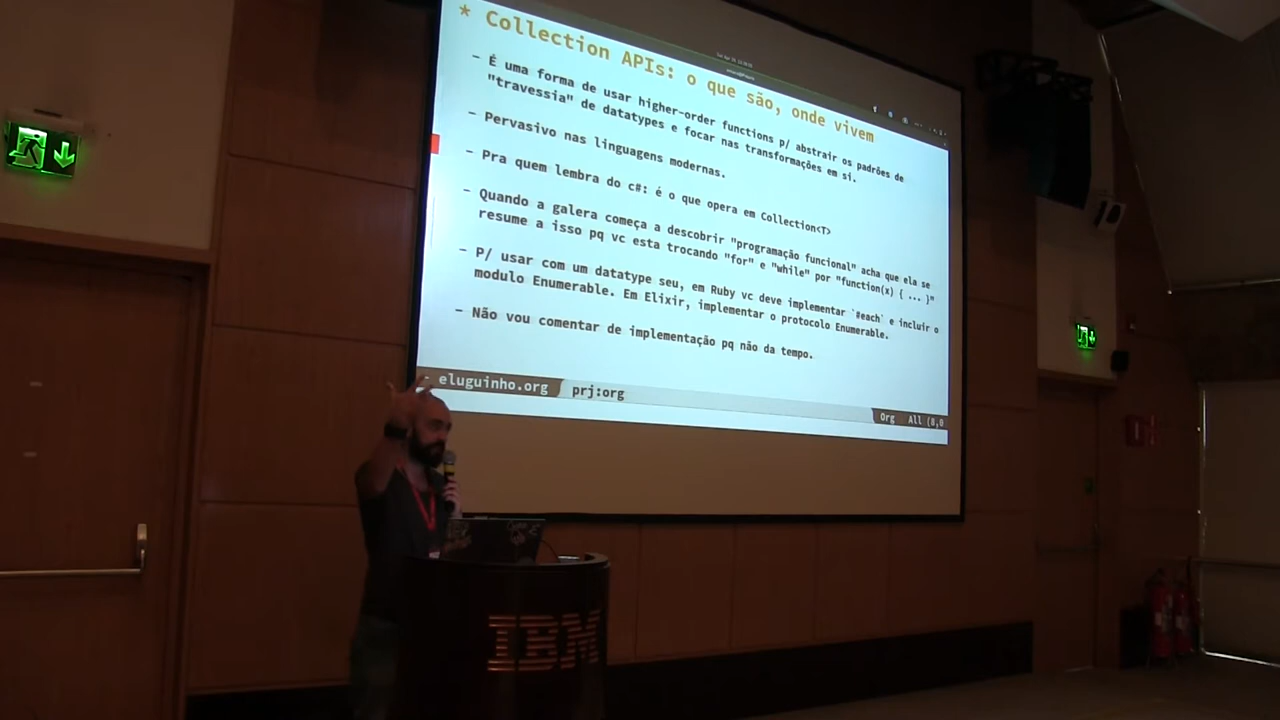 * Collection APIs: o que são, onde vivem
- É uma forma de usar higher-order functions p/ abstrair os padrões de
"travessia" de datatypes e focar nas transformações em si.
- Pervasivo nas linguagens modernas.
- Pra quem lembra do c#: é o que opera em Collection<T>
- Quando a galera começa a descobrir "programação funcional" acha que ela se
resume a isso pq vc esta trocando "for" e "while" por "function(x) { ... }"
- P/ usar com um datatype seu, em Ruby vc deve implementar `#each` e incluir o
modulo Enumerable. Em Elixir, implementar o protocolo Enumerable.
- Não vou comentar de implementação pq não da tempo.
eluguinho.org prj:org Org All (8,0
IBM